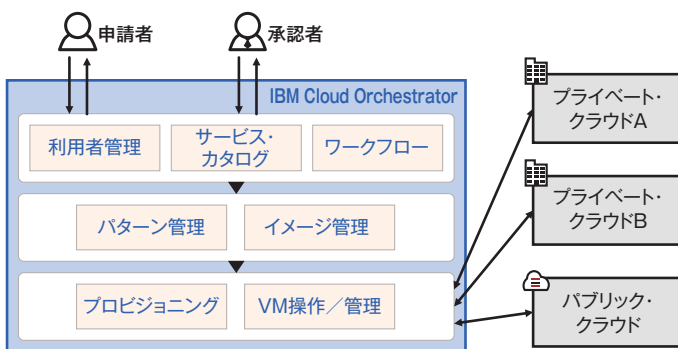 申請者
承認者
IBM Cloud Orchestrator
利用者管理
サービス・
カタログ
ワークフロー
パターン管理
イメージ管理
プロビジョニング
VM操作／管理
プライベート・
クラウドA
プライベート・
クラウドB
パブリック・
クラウド